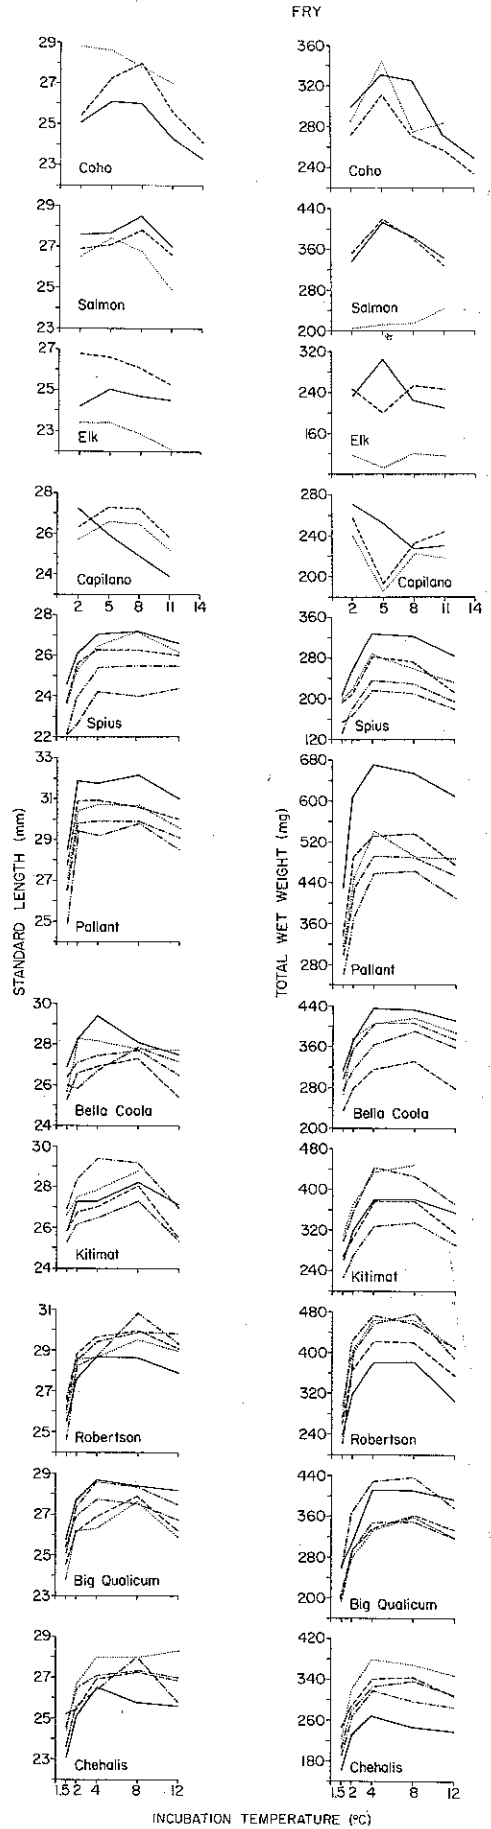 FRY
29
27
25
23
Coho
360
320
280
240
Coho
29
27
25
23
Salmon
440
360
280
200
Salmon
27
25
23
Elk
320
240
160
Elk
28
26
24
Capilano
2 5 8 11 14
280
240
200
Capilano
2 5 8 11 14
28
26
24
22
Spius
360
280
200
120
Spius
33
31
29
27
25
Pallant
680
600
520
440
360
280
Pallant
STANDARD LENGTH (mm)
TOTAL WET WEIGHT (mg)
30
28
26
24
Bella Coola
440
360
280
200
Bella Coola
30
28
26
24
Kitimat
480
400
320
240
Kitimat
31
29
27
24
Robertson
480
400
320
240
Robertson
29
27
25
23
Big Qualicum
440
360
280
200
Big Qualicum
29
27
25
23
Chehalis
1.5 2 4 8 12
420
340
260
180
Chehalis
1.5 2 4 8 12
INCUBATION TEMPERATURE (°C)